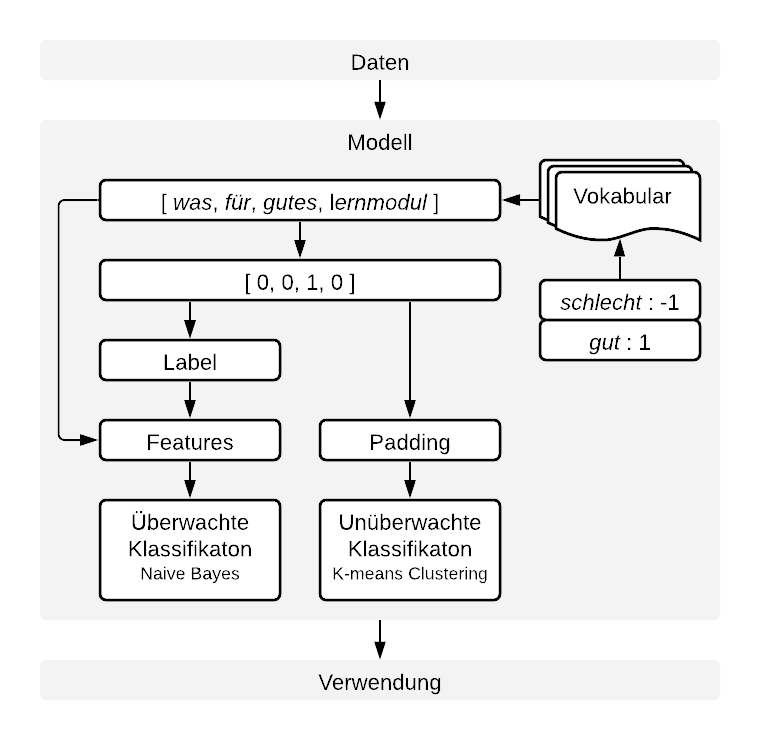 Daten
Modell
Vokabular
[ was, für, gutes, lernmodul ]
[ 0, 0, 1, 0 ]
schlecht : -1
gut : 1
Label
Features
Padding
Überwachte
Klassifikaton
Naive Bayes
Unüberwachte
Klassifikaton
K-means Clustering
Verwendung